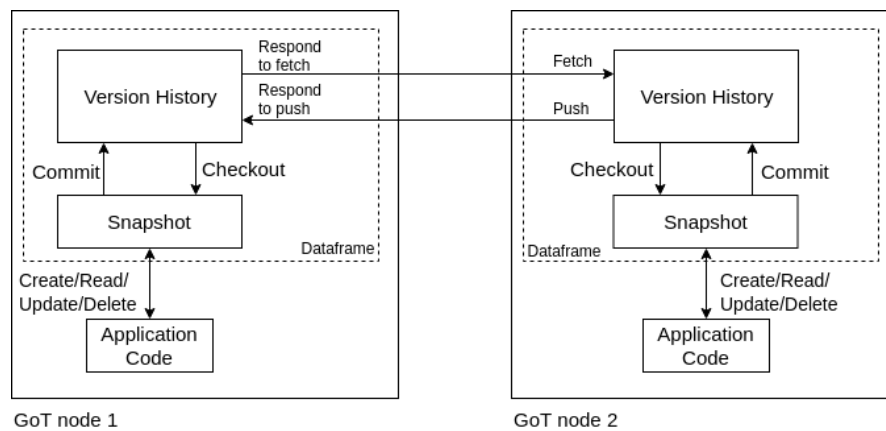 Respond
to fetch
Fetch
Version History
Respond
to push
Push
Version History
Commit
Checkout
Checkout
Commit
Snapshot
Snapshot
Dataframe
Dataframe
Create/Read/
Update/Delete
Create/Read/
Update/Delete
Application
Code
Application
Code
GoT node 1
GoT node 2